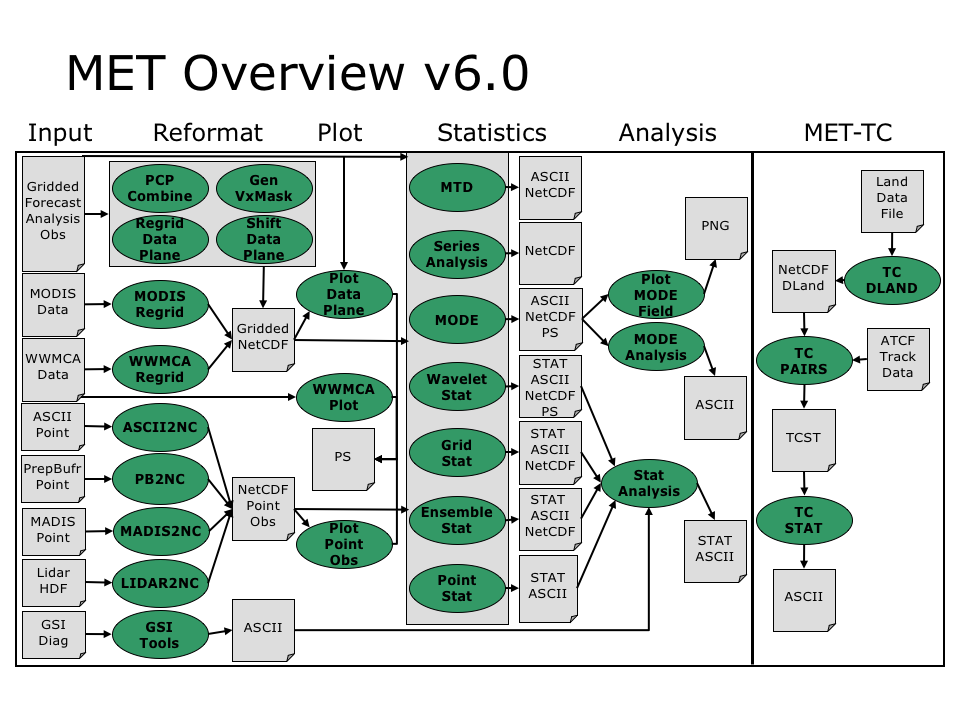 MET Overview v6.0
Input
Reformat
Plot
Statistics
Analysis
MET-TC
Gridded
Forecast
Analysis
Obs
MODIS
Data
WWMCA
Data
ASCII
Point
PrepBufr
Point
MADIS
Point
Lidar
HDF
GSI
Diag
PCP
Combine
Gen
VxMask
Regrid
Data
Plane
Shift
Data
Plane
MODIS
Regrid
WWMCA
Regrid
ASCII2NC
PB2NC
MADIS2NC
LIDAR2NC
GSI
Tools
Gridded
NetCDF
NetCDF
Point
Obs
ASCII
Plot
Data
Plane
WWMCA
Plot
PS
Plot
Point
Obs
MTD
Series
Analysis
MODE
Wavelet
Stat
Grid
Stat
Ensemble
Stat
Point
Stat
ASCII
NetCDF
NetCDF
ASCII
NetCDF
PS
STAT
ASCII
NetCDF
PS
STAT
ASCII
NetCDF
STAT
ASCII
NetCDF
STAT
ASCII
Plot
MODE
Field
MODE
Analysis
Stat
Analysis
PNG
ASCII
STAT
ASCII
Land
Data
File
NetCDF
DLand
TC
DLAND
TC
PAIRS
ATCF
Track
Data
TCST
TC
STAT
ASCII